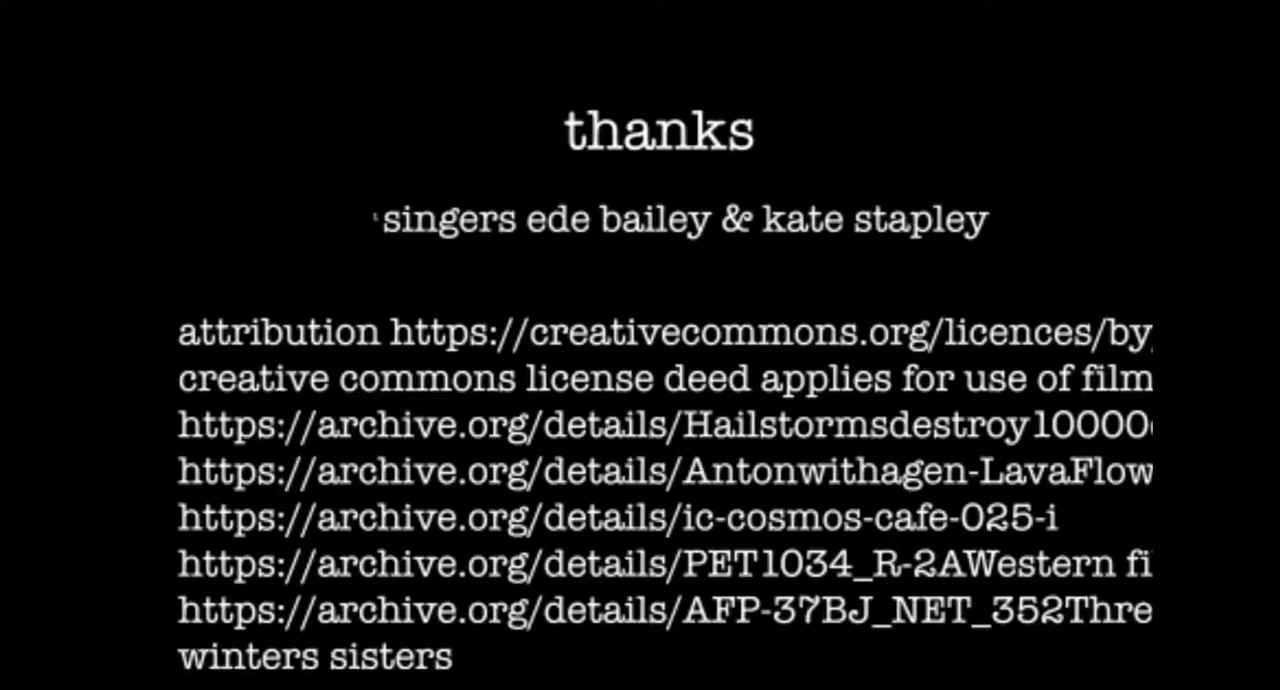 thanks
singers ede bailey & kate stapley
attribution https://creativecommons.org/licences/by
creative commons license deed applies for use of film
https://archive.org/details/Hailstormsdestroy10000
https://archive.org/details/Antonwithagen-LavaFlow
https://archive.org/details/ic-cosmos-cafe-025-i
https://archive.org/details/PET1034_R-2AWestern fi
https://archive.org/details/AFP-37BJ_NET_352Thre
winters sisters